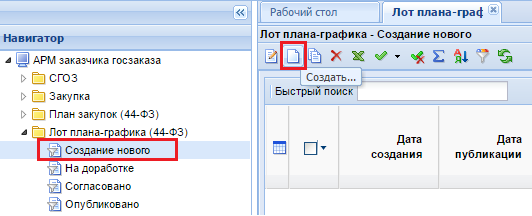 Навигатор
АРМ заказчика госзаказа
СГОЗ
Закупка
План закупок (44-ФЗ)
Лот плана-графика (44-ФЗ)
Создание нового
На доработке
Согласовано
Опубликовано
Рабочий стол
Лот плана-граф
Лот плана-графика - Создание нового
Создать...
Быстрый поиск
Дата
создания
Дата
публикации